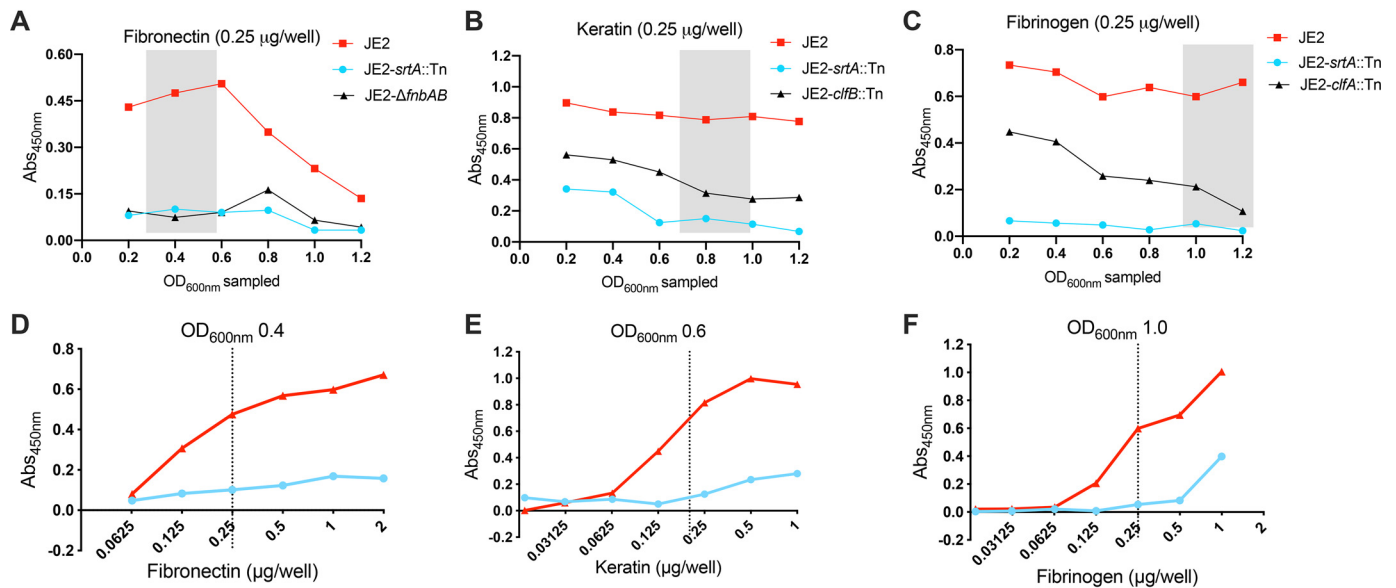 A
Fibronectin (0.25 µg/well)
JE2
JE2-srtA::Tn
JE2-ΔfnbAB
0.60
0.45
0.30
0.15
0.00
Abs450nm
0.0 0.2 0.4 0.6 0.8 1.0 1.2
OD600nm sampled
B
Keratin (0.25 µg/well)
JE2
JE2-srtA::Tn
JE2-clfB::Tn
1.2
1.0
0.8
0.6
0.4
0.2
0.0
Abs450nm
0.0 0.2 0.4 0.6 0.8 1.0 1.2
OD600nm sampled
C
Fibrinogen (0.25 µg/well)
JE2
JE2-srtA::Tn
JE2-clfA::Tn
0.8
0.6
0.4
0.2
0.0
Abs450nm
0.0 0.2 0.4 0.6 0.8 1.0 1.2
OD600nm sampled
D
OD600nm 0.4
0.8
0.6
0.4
0.2
0.0
-0.2
Abs450nm
0.0625 0.125 0.25 0.5 1 2
Fibronectin (µg/well)
E
OD600nm 0.6
1.2
1.0
0.8
0.6
0.4
0.2
0.0
-0.2
Abs450nm
0.03125 0.0625 0.125 0.25 0.5 1
Keratin (µg/well)
F
OD600nm 1.0
1.2
1.0
0.8
0.6
0.4
0.2
0.0
-0.2
Abs450nm
0.03125 0.0625 0.125 0.25 0.5 1 2
Fibrinogen (µg/well)